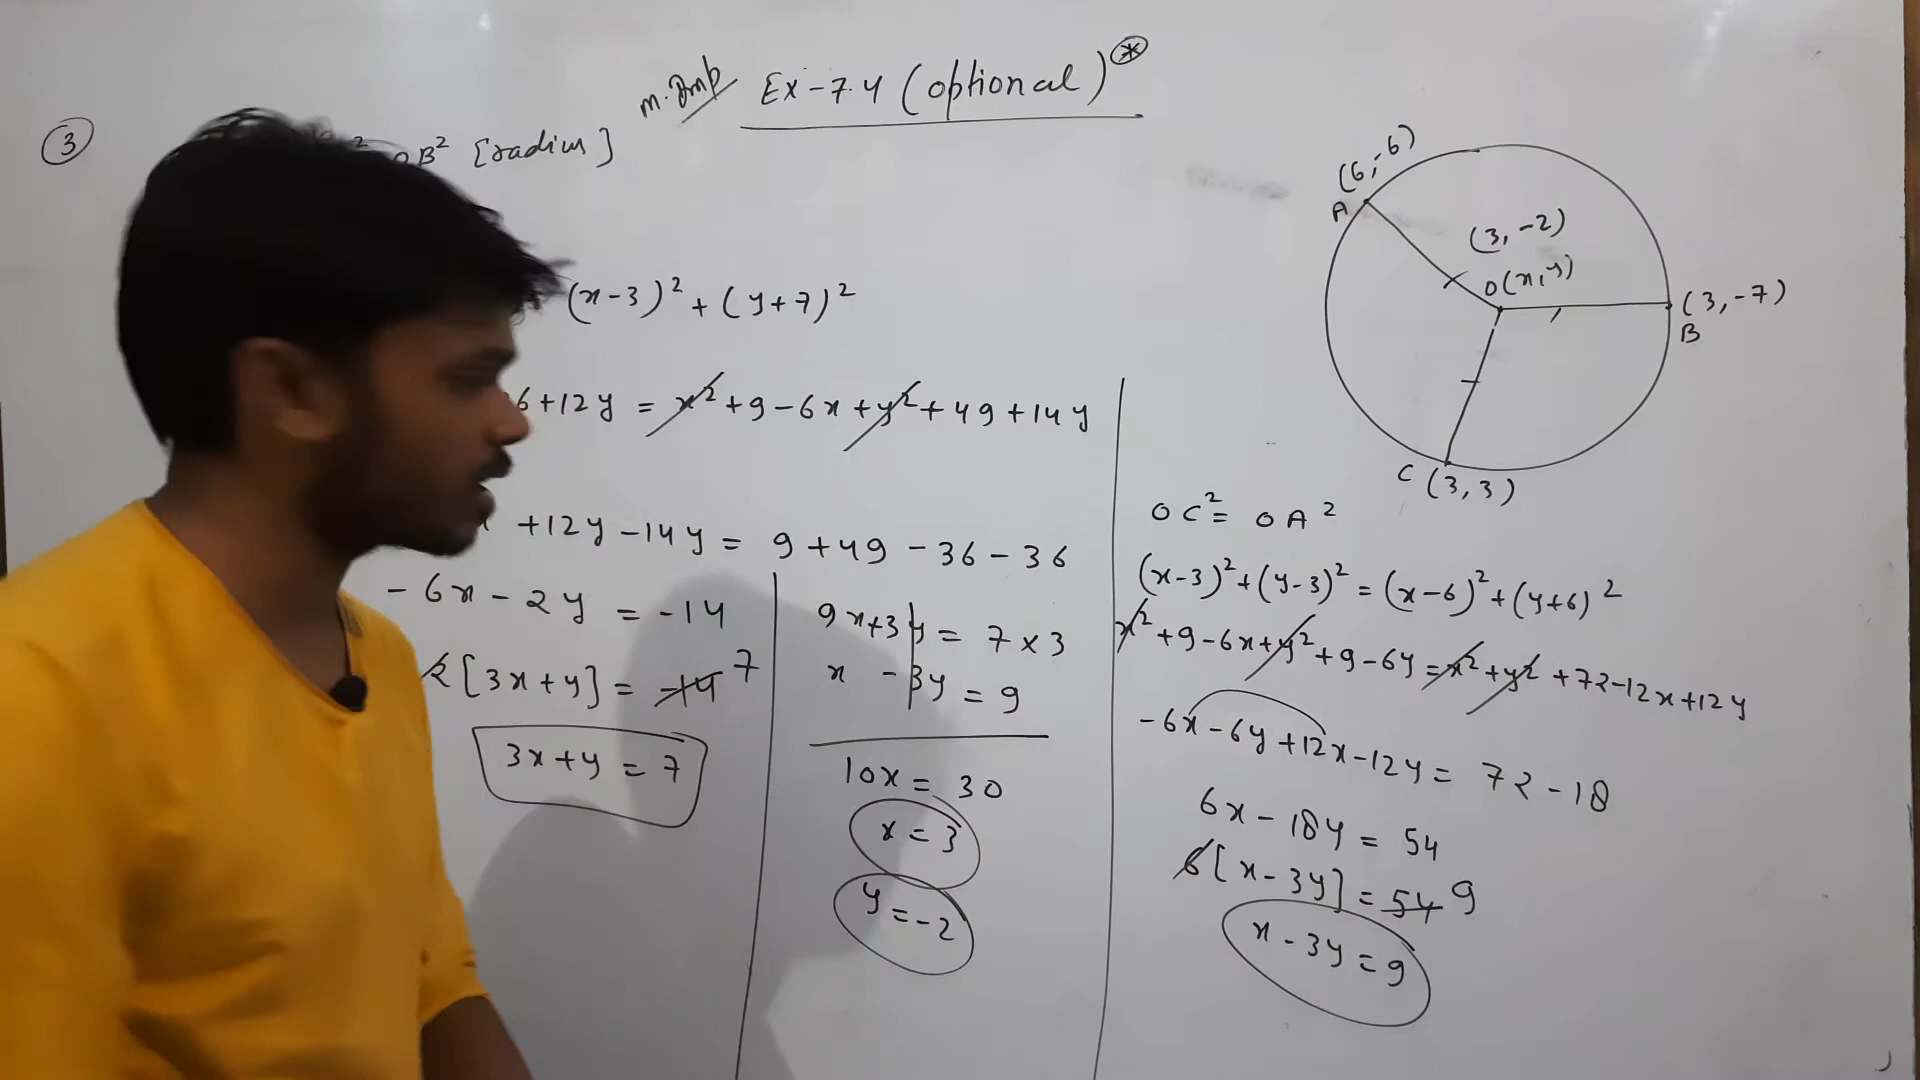 m. Imp Ex-7.4 (optional) *
3
OB² [radius]
(x-3)² + (y+7)²
6+12y = x²+9-6x+y²+49+14y
+12y-14y = 9+49-36-36
-6x-2y = -14
2[3x+y] = -14 7
3x+y = 7
9x+3y = 7×3
x -3y = 9
10x = 30
x = 3
y = -2
(6,-6)
A
(3,-2)
O(x,y)
(3,-7)
B
C (3,3)
OC² = OA²
(x-3)²+(y-3)² = (x-6)²+(y+6)²
x²+9-6x+y²+9-6y = x²+y²+72-12x+12y
-6x-6y+12x-12y = 72-18
6x-18y = 54
6[x-3y] = 54 9
x-3y = 9